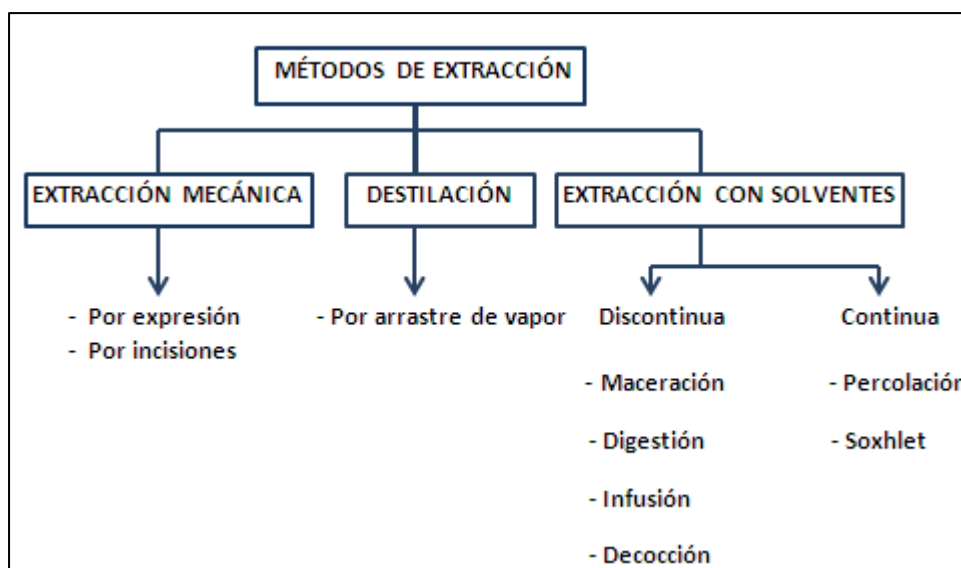 MÉTODOS DE EXTRACCIÓN
EXTRACCIÓN MECÁNICA
DESTILACIÓN
EXTRACCIÓN CON SOLVENTES
- Por expresión
- Por incisiones
- Por arrastre de vapor
Discontinua
- Maceración
- Digestión
- Infusión
- Decocción
Continua
- Percolación
- Soxhlet